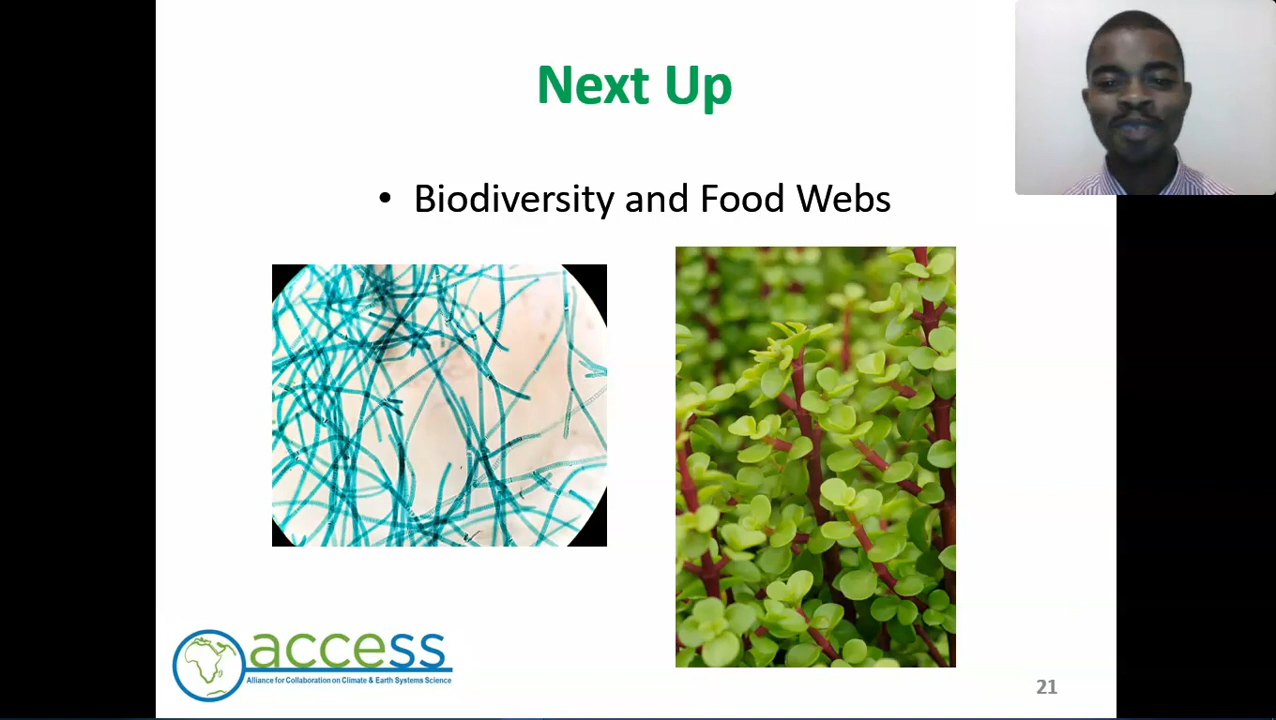 Next Up
• Biodiversity and Food Webs
access
Alliance for Collaboration on Climate & Earth Systems Science
21